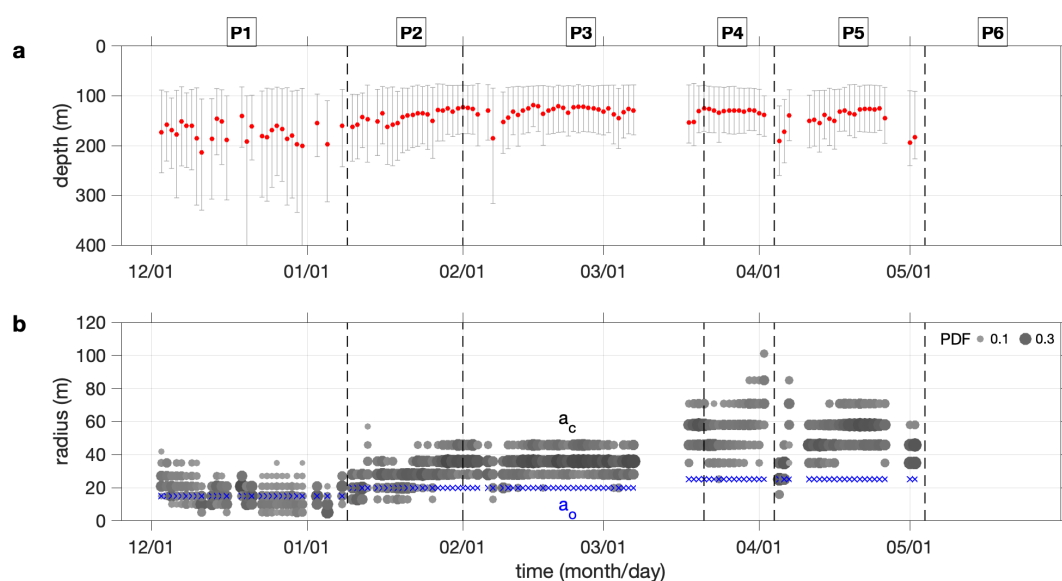 P1 P2 P3 P4 P5 P6
a
0
100
200
300
400
depth (m)
12/01 01/01 02/01 03/01 04/01 05/01
b
120
100
80
60
40
20
0
radius (m)
PDF 0.1 0.3
a_c
a_o
12/01 01/01 02/01 03/01 04/01 05/01
time (month/day)